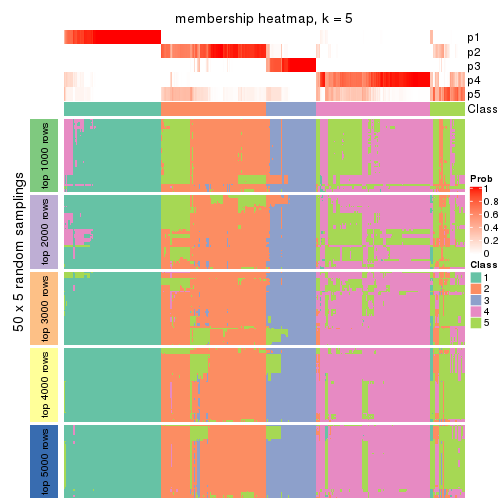 membership heatmap, k = 5
p1
p2
p3
p4
p5
Class
50 x 5 random samplings
top 1000 rows
top 2000 rows
top 3000 rows
top 4000 rows
top 5000 rows
Prob
1
0.8
0.6
0.4
0.2
0
Class
1
2
3
4
5